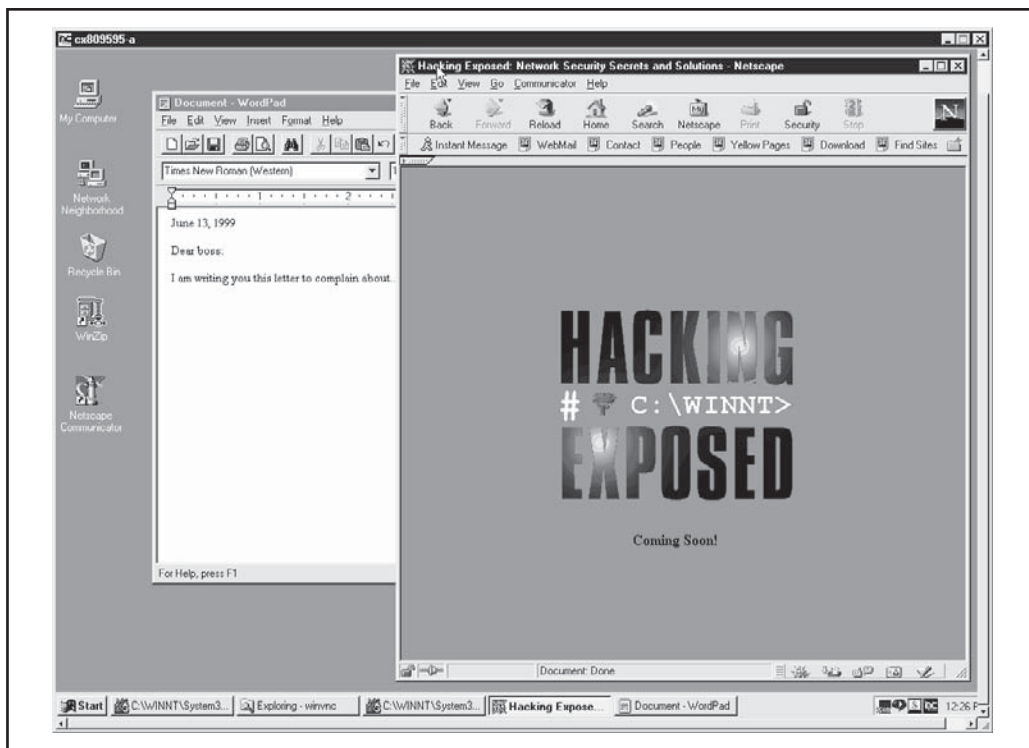 cx809595-a
My Computer
Network
Neighborhood
Recycle Bin
WinZip
Netscape
Communicator
Document - WordPad
File Edit View Insert Format Help
Times New Roman (Western)
June 13, 1999
Dear boss:
I am writing you this letter to complain about...
For Help, press F1
Hacking Exposed: Network Security Secrets and Solutions - Netscape
File Edit View Go Communicator Help
Back Forward Reload Home Search Netscape Print Security Stop
N
Instant Message WebMail Contact People Yellow Pages Download Find Sites
HACKING
# C:\WINNT>
EXPOSED
Coming Soon!
Document: Done
Start C:\WINNT\System3... Exploring - winvnc C:\WINNT\System3... Hacking Expose... Document - WordPad 12:26 P